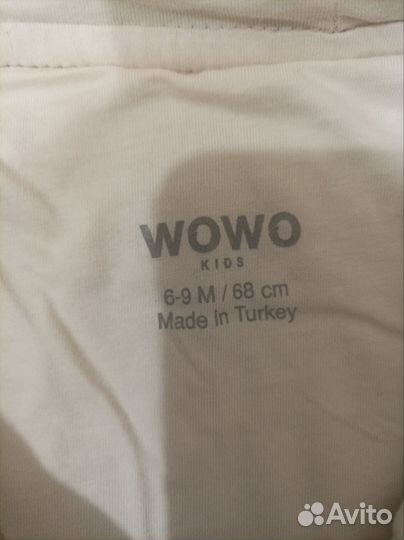 WOWO
KIDS
6-9 M / 68 cm
Made In Turkey
Avito